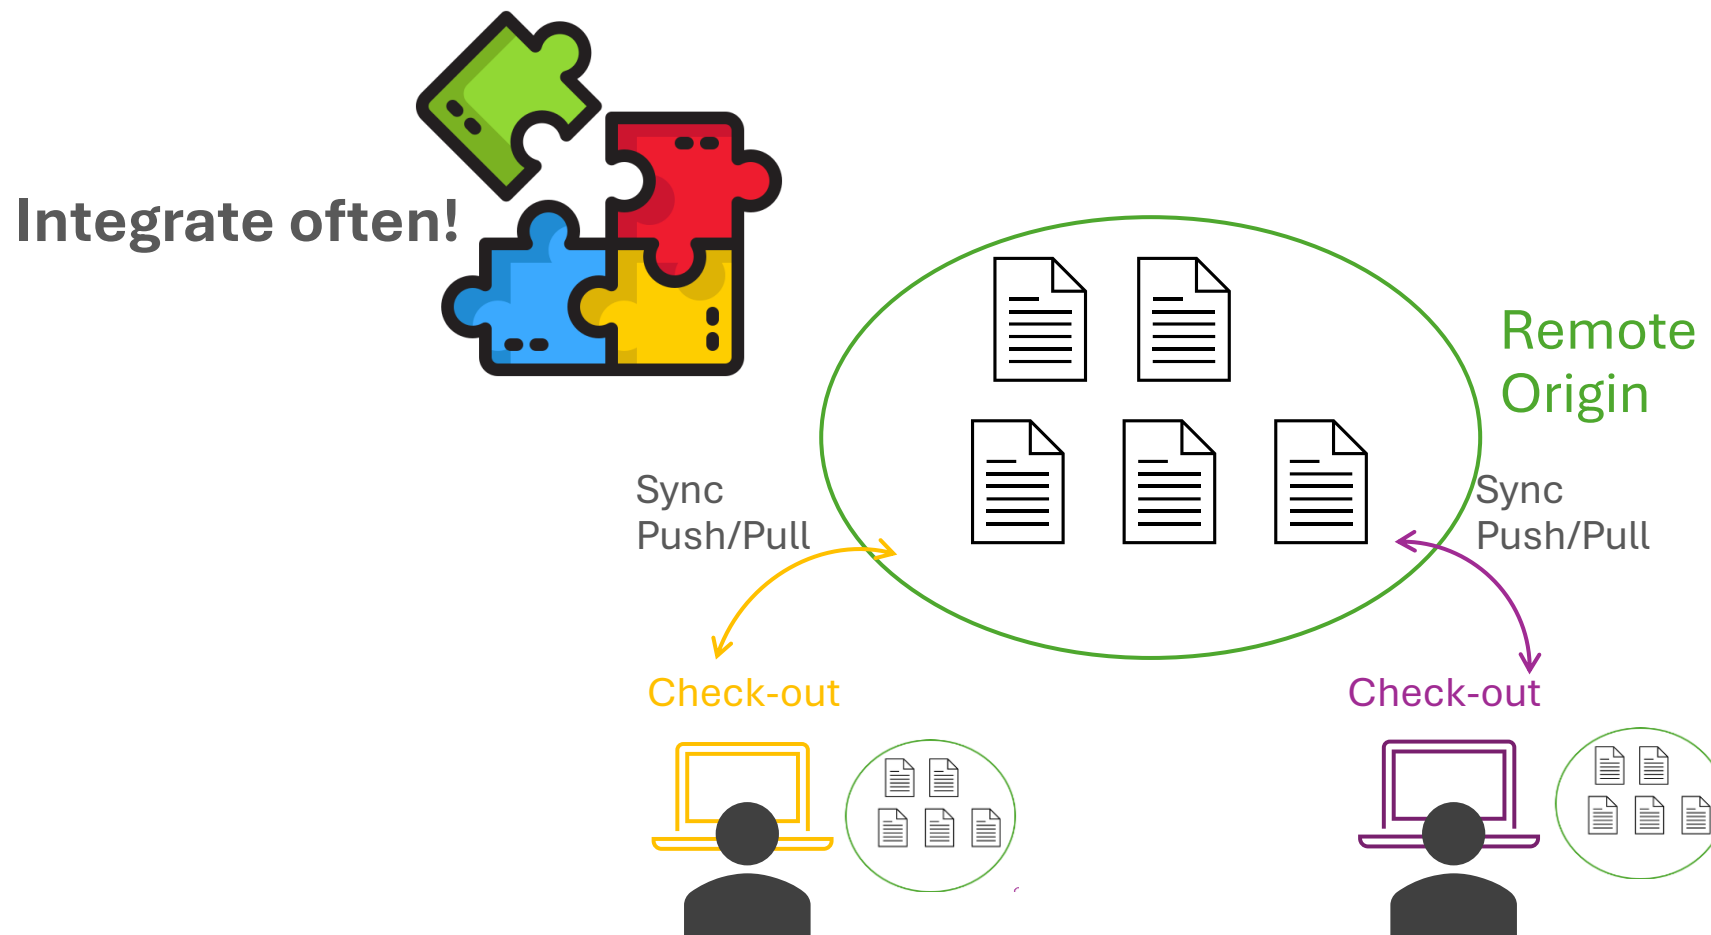 Integrate often!
Remote
Origin
Sync
Push/Pull
Sync
Push/Pull
Check-out
Check-out